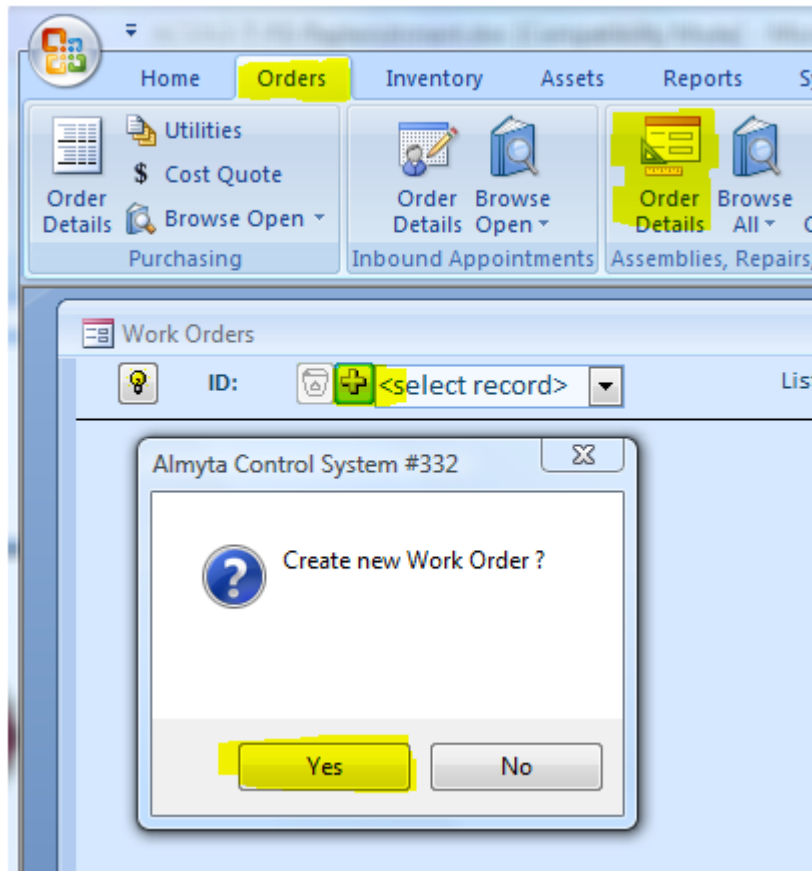 Home Orders Inventory Assets Reports
Utilities
$ Cost Quote
Order Details
Browse Open
Purchasing
Order Details
Browse Open
Inbound Appointments
Order Details
Browse All
Assemblies, Repairs,
Work Orders
ID: <select record>
Almyta Control System #332
Create new Work Order ?
Yes No